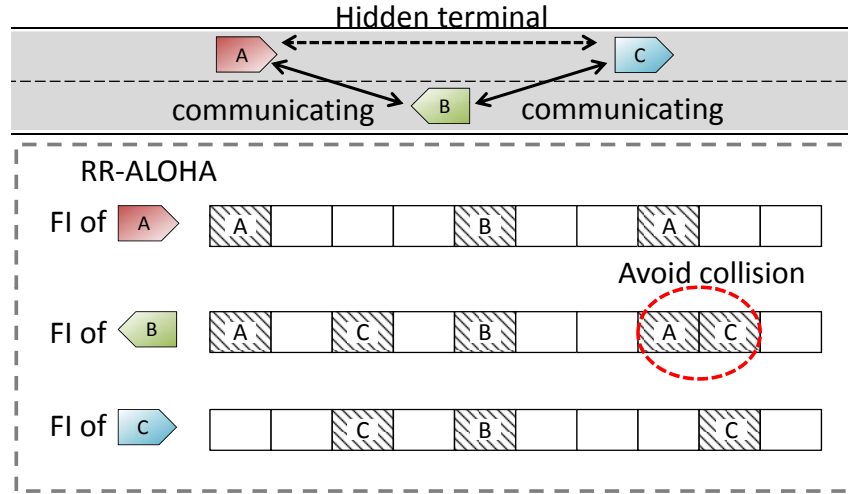 Hidden terminal
A
C
B
communicating
communicating
RR-ALOHA
FI of A
A B A
Avoid collision
FI of B
A C B A C
FI of C
C B C